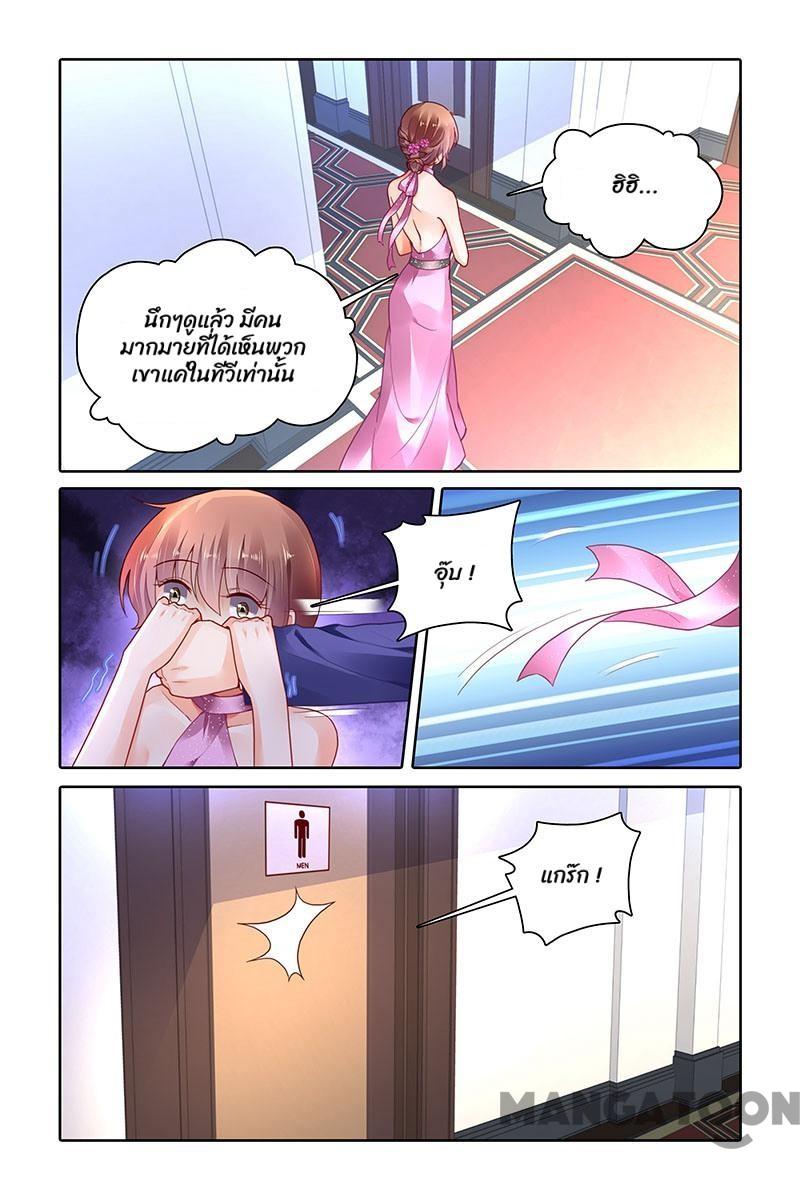 ฮิฮิ...
นึกๆดูแล้ว มีคน
มากมายที่ได้เห็นพวก
เขาแค่ในทีวีเท่านั้น
อุ๊บ !
MEN
แกร๊ก !
MANGATOON